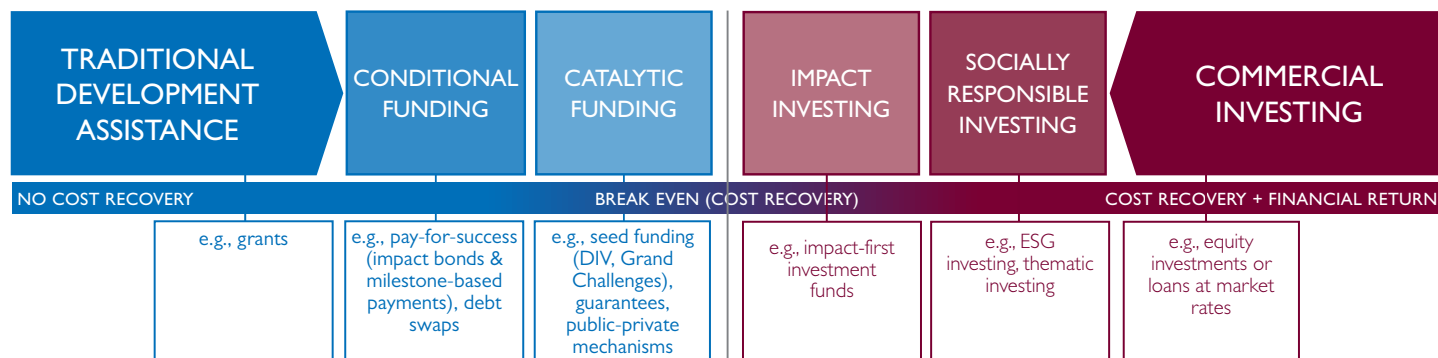 TRADITIONAL
DEVELOPMENT
ASSISTANCE
CONDITIONAL
FUNDING
CATALYTIC
FUNDING
IMPACT
INVESTING
SOCIALLY
RESPONSIBLE
INVESTING
COMMERCIAL
INVESTING
NO COST RECOVERY
BREAK EVEN (COST RECOVERY)
COST RECOVERY + FINANCIAL RETURN
e.g., grants
e.g., pay-for-success
(impact bonds &
milestone-based
payments), debt
swaps
e.g., seed funding
(DIV, Grand
Challenges),
guarantees,
public-private
mechanisms
e.g., impact-first
investment
funds
e.g., ESG
investing, thematic
investing
e.g., equity
investments or
loans at market
rates